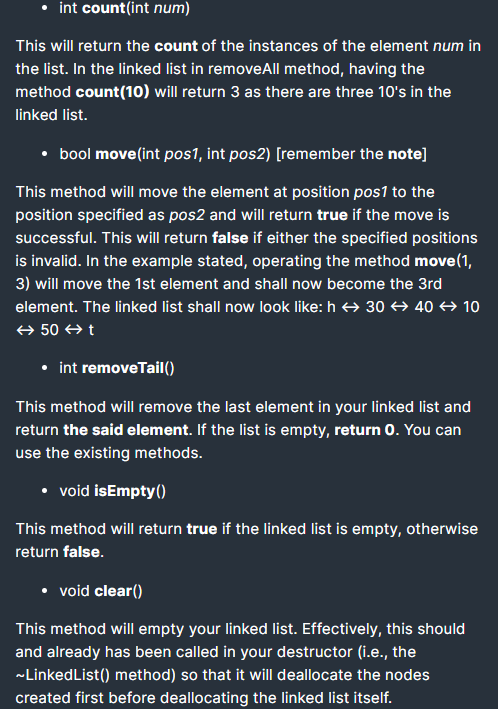 • int count(int num)
This will return the count of the instances of the element num in
the list. In the linked list in removeAll method, having the
method count(10) will return 3 as there are three 10's in the
linked list.
• bool move(int pos1, int pos2) [remember the note]
This method will move the element at position pos1 to the
position specified as pos2 and will return true if the move is
successful. This will return false if either the specified positions
is invalid. In the example stated, operating the method move(1,
3) will move the 1st element and shall now become the 3rd
element. The linked list shall now look like: h ↔ 30 ↔ 40 ↔ 10
↔ 50 ↔ t
• int removeTail()
This method will remove the last element in your linked list and
return the said element. If the list is empty, return 0. You can
use the existing methods.
• void isEmpty()
This method will return true if the linked list is empty, otherwise
return false.
• void clear()
This method will empty your linked list. Effectively, this should
and already has been called in your destructor (i.e., the
~LinkedList() method) so that it will deallocate the nodes
created first before deallocating the linked list itself.